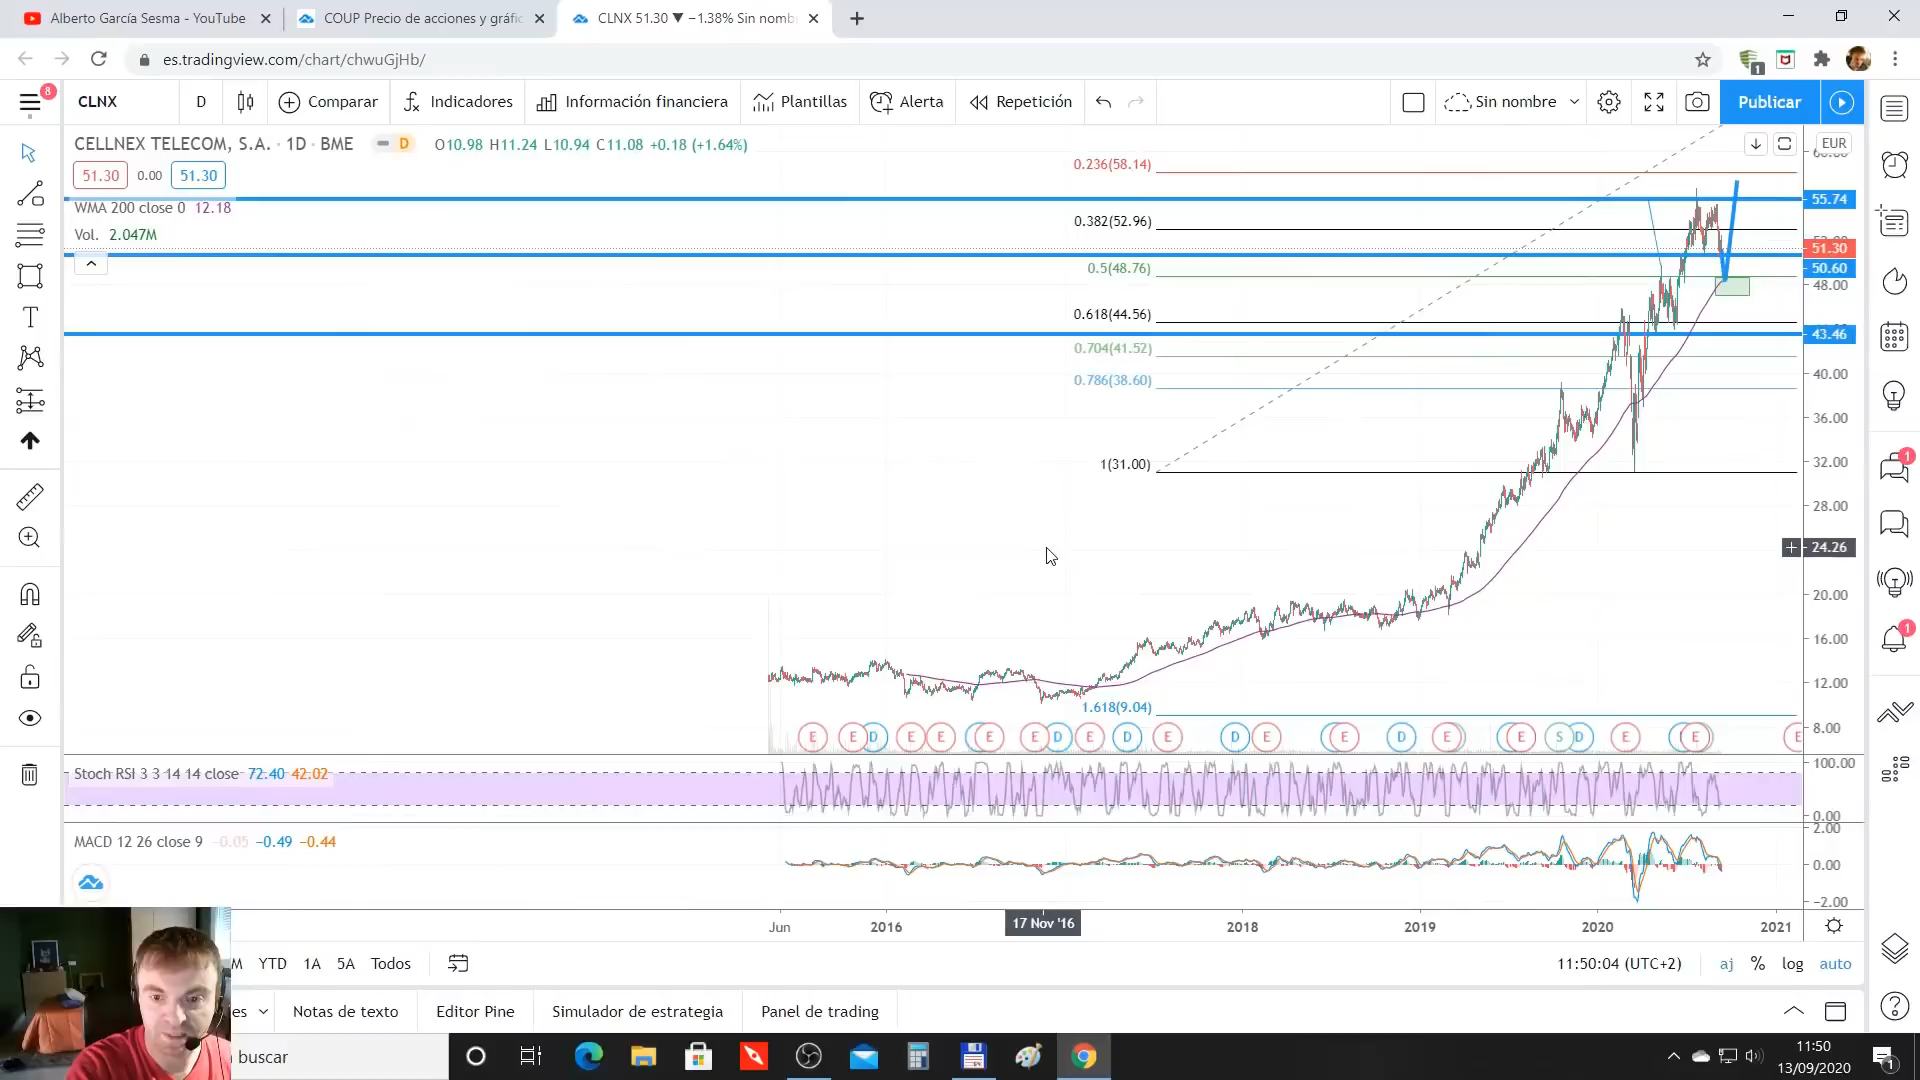 Alberto García Sesma - YouTube
COUP Precio de acciones y gráfic
CLNX 51.30 ▼ −1.38% Sin nomb
es.tradingview.com/chart/chwuGjHb/
1
8
CLNX
D
Comparar
Indicadores
Información financiera
Plantillas
Alerta
Repetición
Sin nombre
Publicar
CELLNEX TELECOM, S.A. · 1D · BME
D
O10.98 H11.24 L10.94 C11.08 +0.18 (+1.64%)
EUR
51.30 0.00 51.30
WMA 200 close 0 12.18
Vol. 2.047M
0.236(58.14)
0.382(52.96)
0.5(48.76)
0.618(44.56)
0.704(41.52)
0.786(38.60)
1(31.00)
1.618(9.04)
55.74
51.30
50.60
48.00
43.46
40.00
36.00
32.00
28.00
24.26
20.00
16.00
12.00
8.00
E E D E E E E D E D E D E E D E E S D E E E
Stoch RSI 3 3 14 14 close 72.40 42.02
100.00
0.00
MACD 12 26 close 9 −0.05 −0.49 −0.44
2.00
0.00
−2.00
Jun
2016
17 Nov '16
2018
2019
2020
2021
M YTD 1A 5A Todos
11:50:04 (UTC+2)
aj % log auto
es
Notas de texto
Editor Pine
Simulador de estrategia
Panel de trading
1
1
buscar
11:50
13/09/2020
1